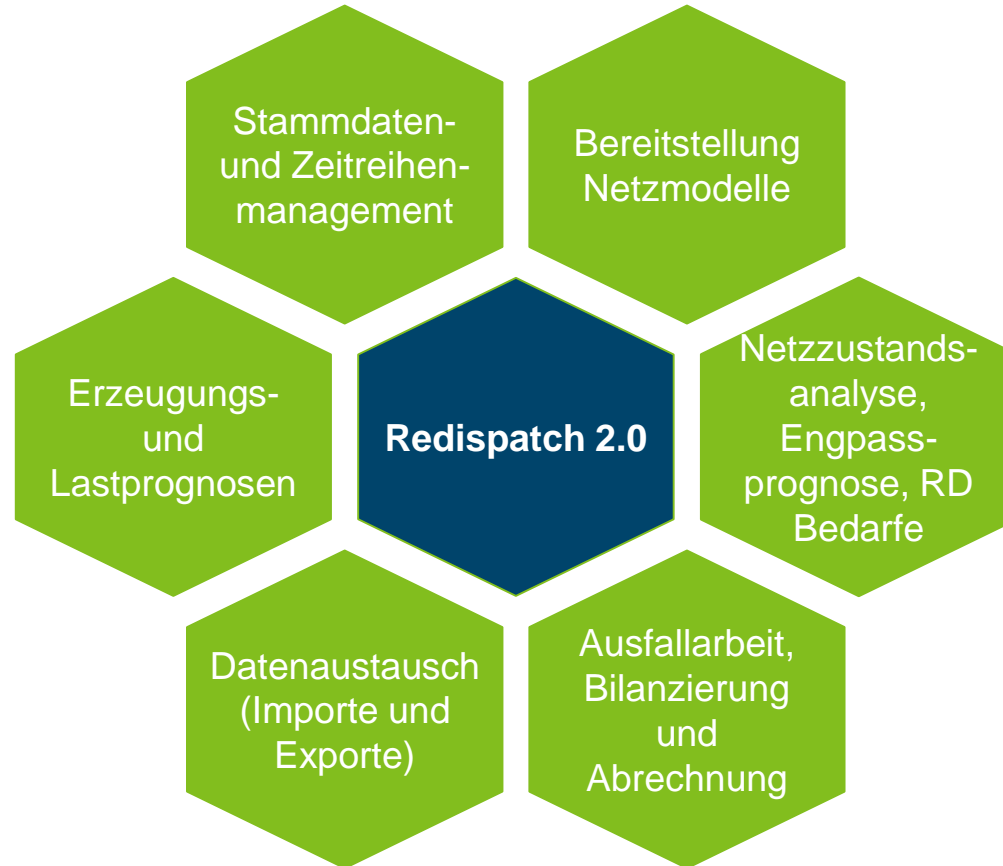 Stammdaten-
und Zeitreihen-
management
Bereitstellung
Netzmodelle
Erzeugungs-
und
Lastprognosen
Redispatch 2.0
Netzzustands-
analyse,
Engpass-
prognose, RD
Bedarfe
Datenaustausch
(Importe und
Exporte)
Ausfallarbeit,
Bilanzierung
und
Abrechnung